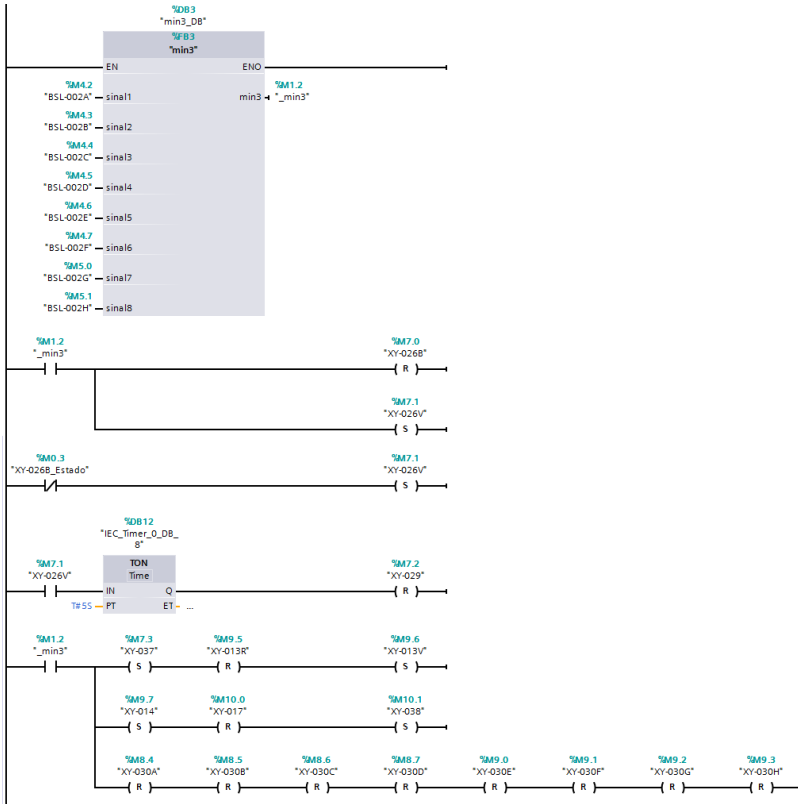 %DB3
"min3_DB"
%FB3
"min3"
EN ENO
%M4.2 %M1.2
"BSL-002A" sinal1 min3 "_min3"
%M4.3
"BSL-002B" sinal2
%M4.4
"BSL-002C" sinal3
%M4.5
"BSL-002D" sinal4
%M4.6
"BSL-002E" sinal5
%M4.7
"BSL-002F" sinal6
%M5.0
"BSL-002G" sinal7
%M5.1
"BSL-002H" sinal8
%M1.2 %M7.0
"_min3" "XY-026B"
R
%M7.1
"XY-026V"
S
%M0.3 %M7.1
"XY-026B_Estado" "XY-026V"
S
%DB12
"IEC_Timer_0_DB_
8"
%M7.1 TON %M7.2
"XY-026V" Time "XY-029"
IN Q R
T#5S PT ET ...
%M1.2 %M7.3 %M9.5 %M9.6
"_min3" "XY-037" "XY-013R" "XY-013V"
S R S
%M9.7 %M10.0 %M10.1
"XY-014" "XY-017" "XY-038"
S R S
%M8.4 %M8.5 %M8.6 %M8.7 %M9.0 %M9.1 %M9.2 %M9.3
"XY-030A" "XY-030B" "XY-030C" "XY-030D" "XY-030E" "XY-030F" "XY-030G" "XY-030H"
R R R R R R R R